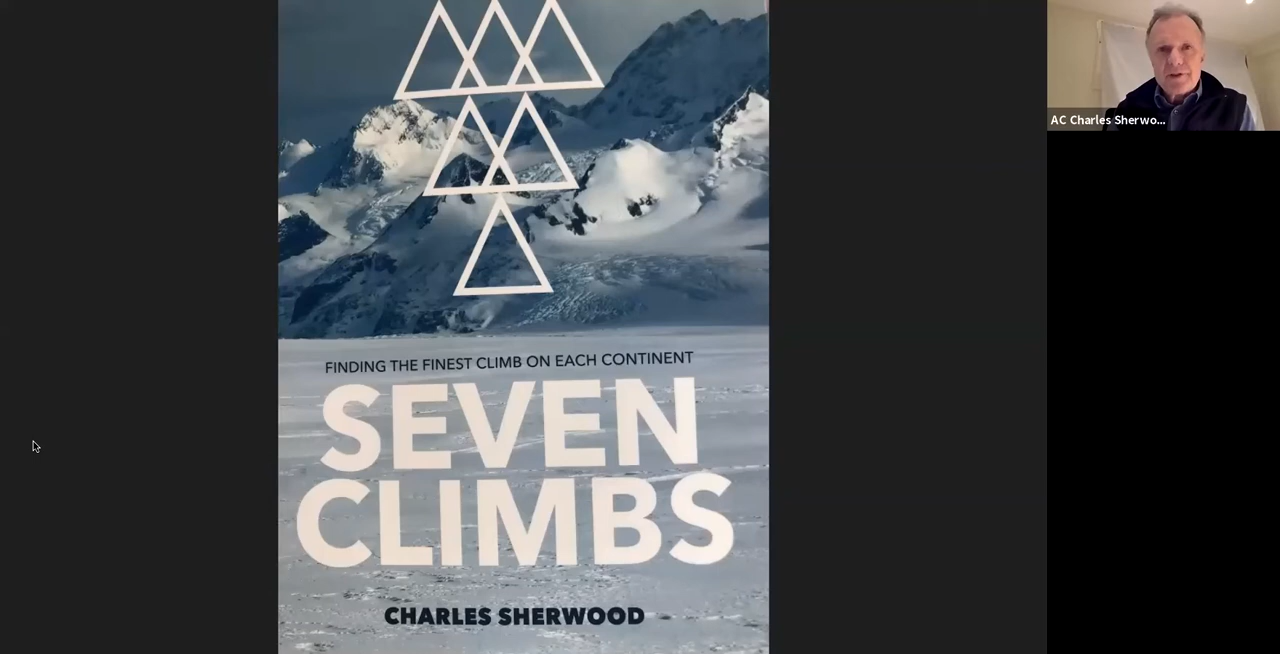 FINDING THE FINEST CLIMB ON EACH CONTINENT
SEVEN
CLIMBS
CHARLES SHERWOOD
AC Charles Sherwo...